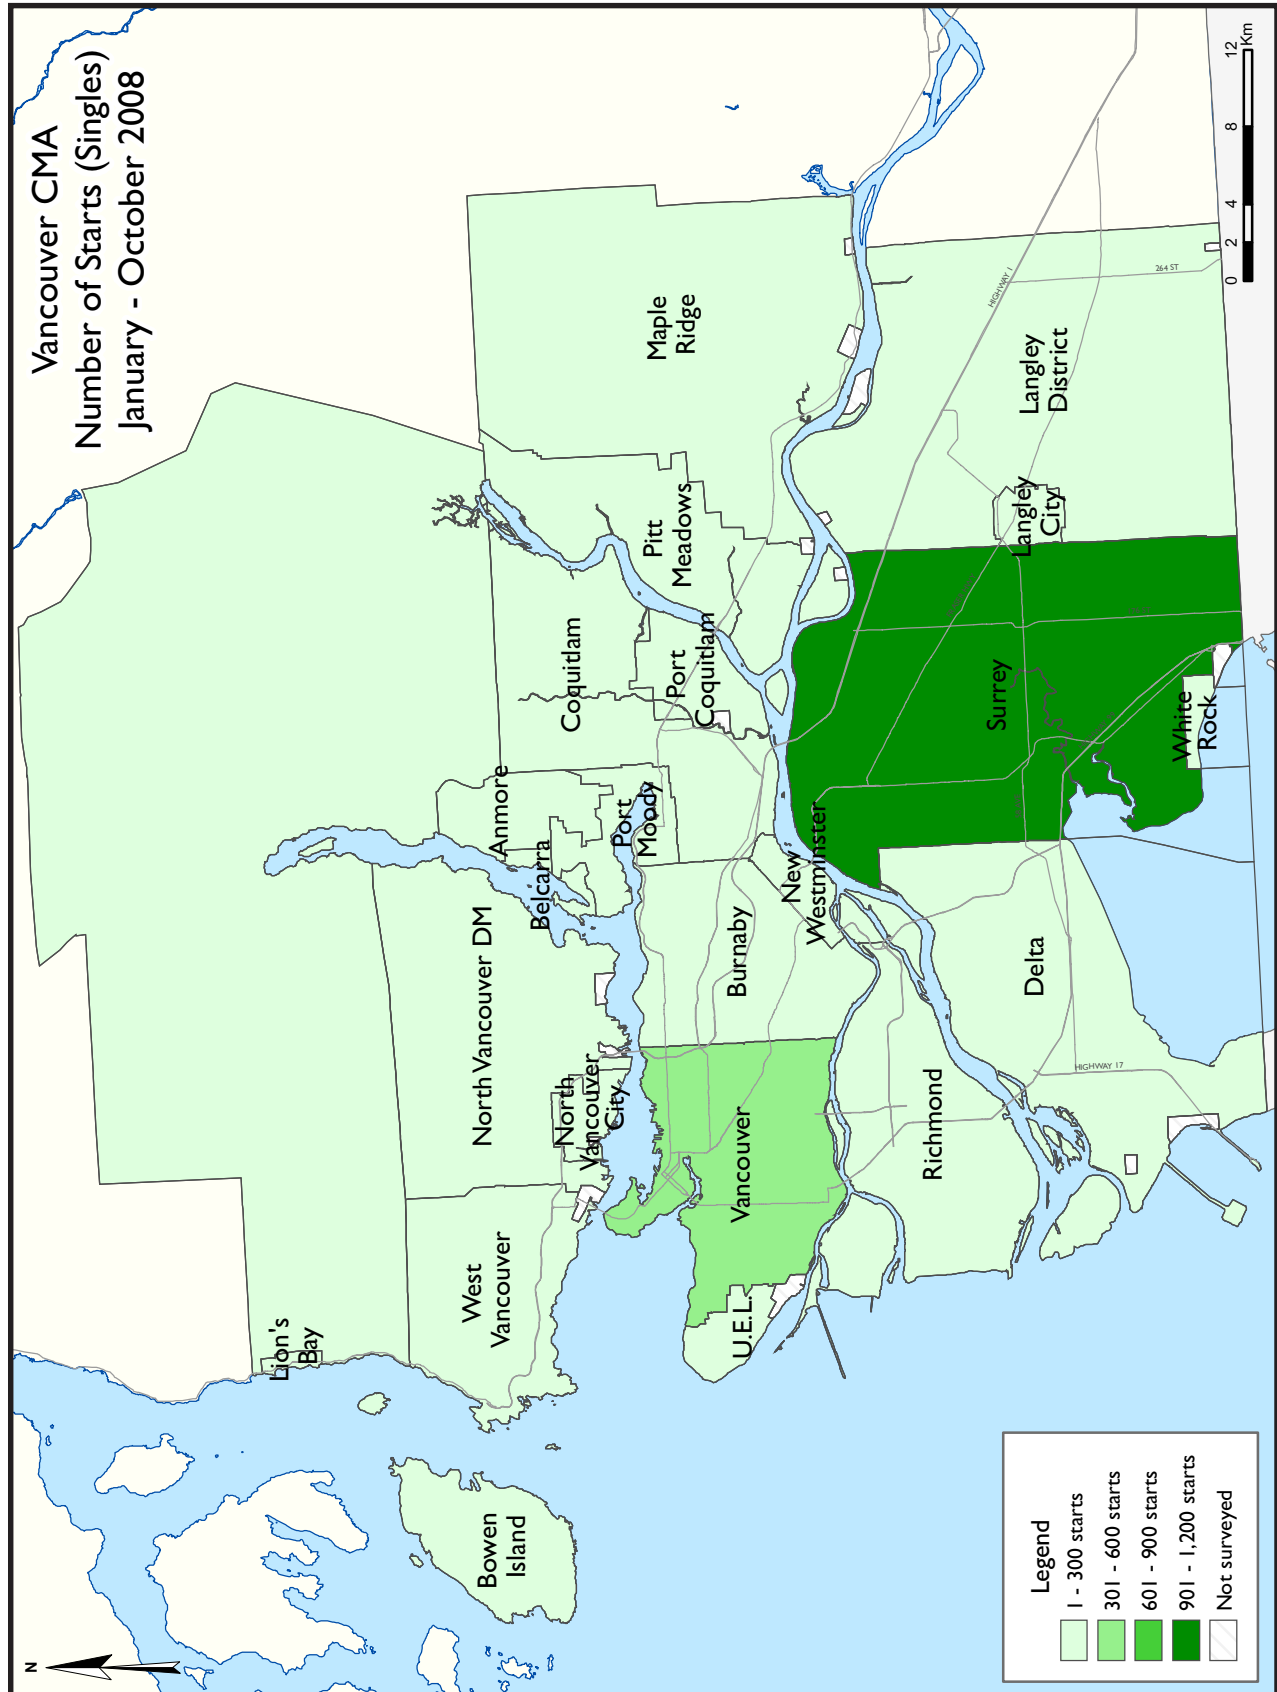 Vancouver CMA
Number of Starts (Singles)
January - October 2008
N
Lion's
Bay
Bowen
Island
West
Vancouver
North Vancouver DM
North
Vancouver
City
Belcarra
Anmore
Port
Moody
Coquitlam
Port
Coquitlam
Pitt
Meadows
Maple
Ridge
U.E.L.
Vancouver
Burnaby
New
Westminster
Richmond
Delta
Surrey
White
Rock
Langley
City
Langley
District
HIGHWAY 1
264 ST
HIGHWAY 17
Legend
1 - 300 starts
301 - 600 starts
601 - 900 starts
901 - 1,200 starts
Not surveyed
0 2 4 8 12
Km